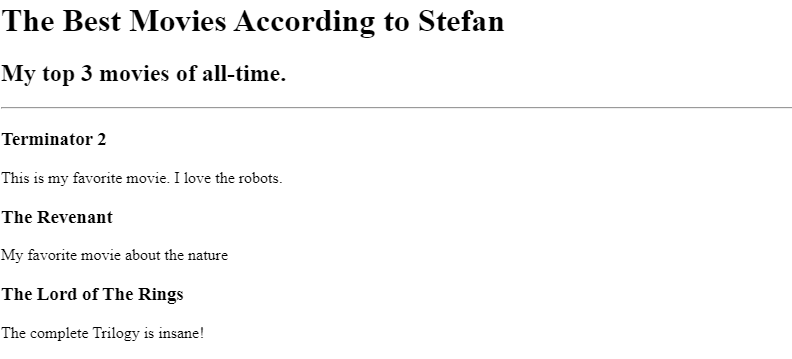 The Best Movies According to Stefan
My top 3 movies of all-time.
Terminator 2
This is my favorite movie. I love the robots.
The Revenant
My favorite movie about the nature
The Lord of The Rings
The complete Trilogy is insane!